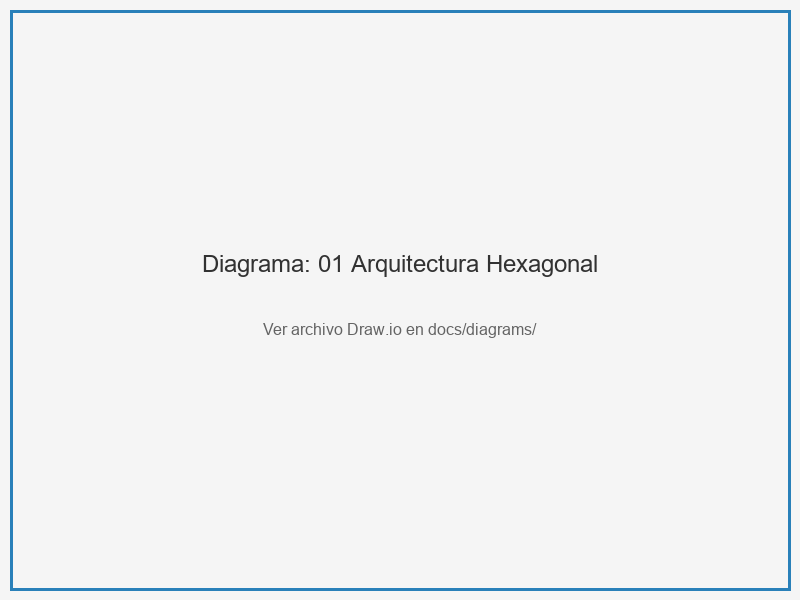 Diagrama: 01 Arquitectura Hexagonal
Ver archivo Draw.io en docs/diagrams/